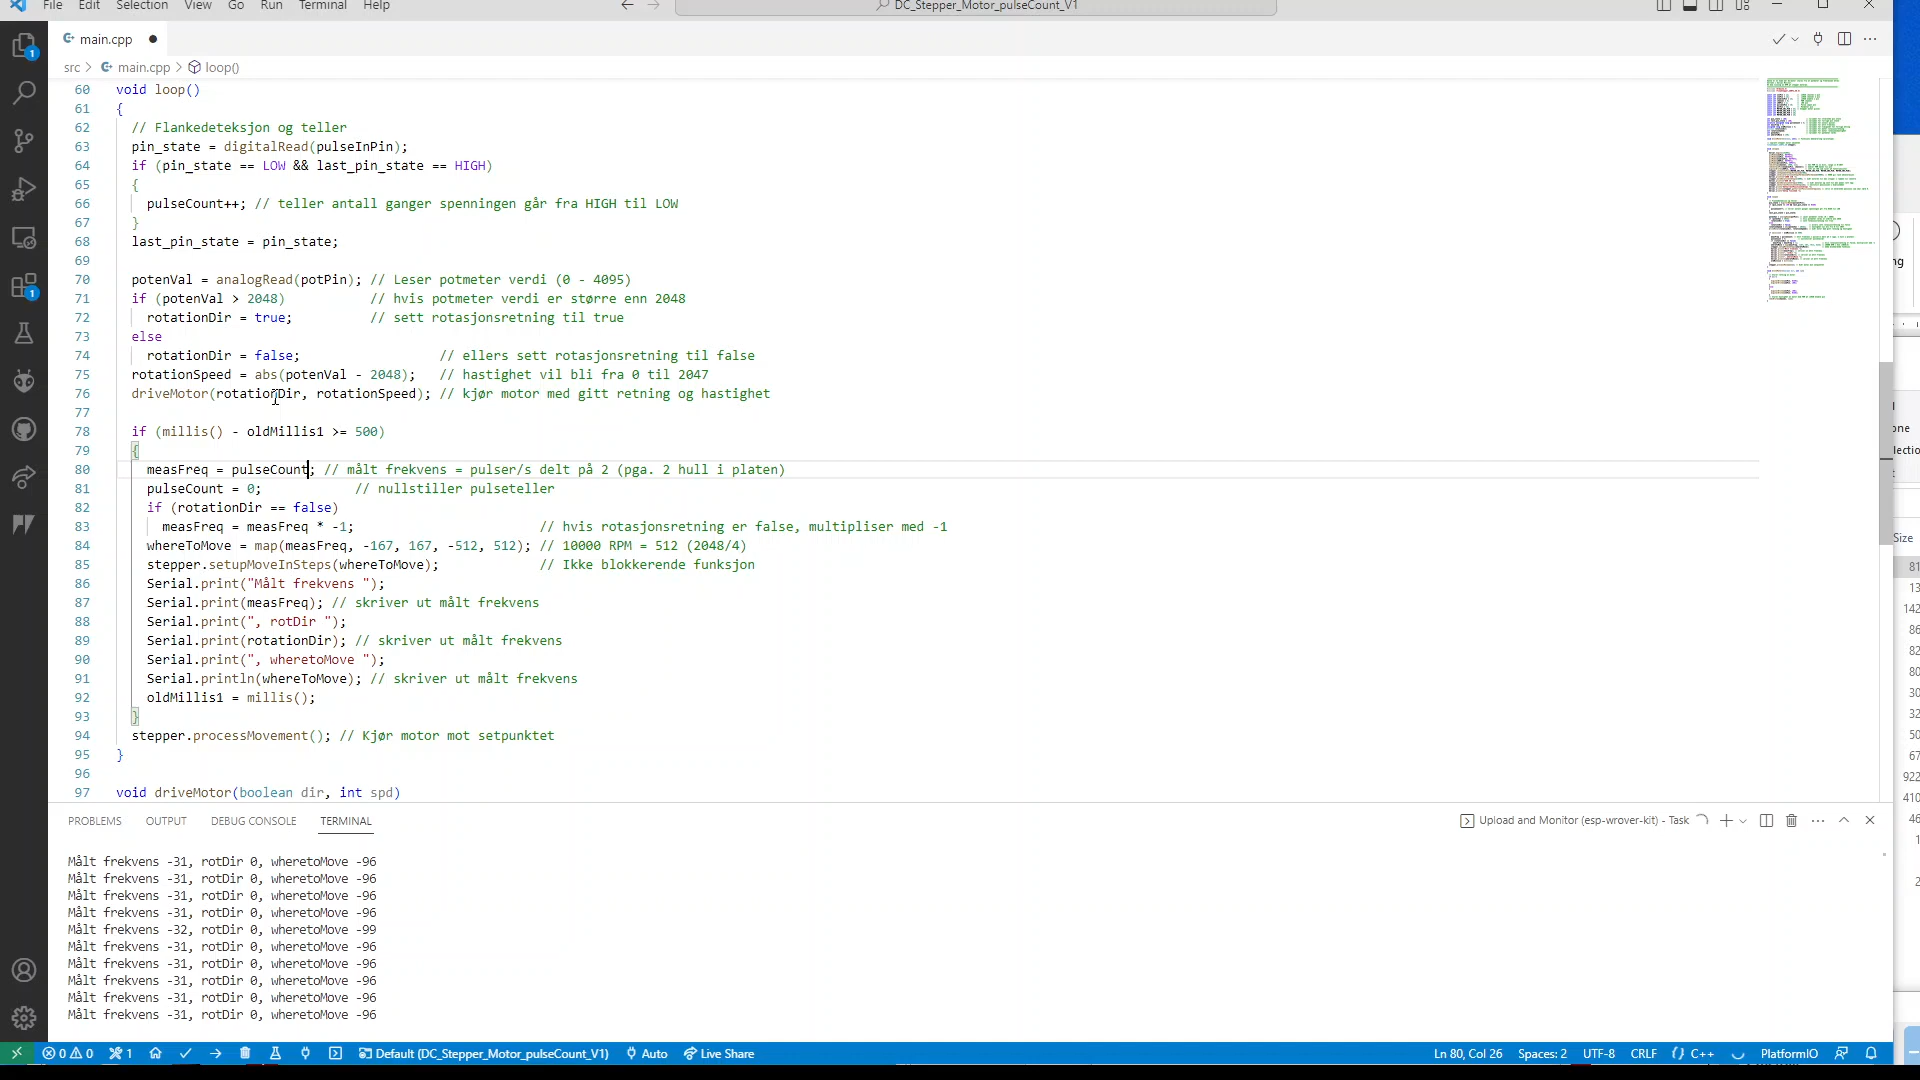 File Edit Selection View Go Run Terminal Help
DC_Stepper_Motor_pulseCount_V1
main.cpp
src > main.cpp > loop()
60 void loop()
61 {
62 // Flankedeteksjon og teller
63 pin_state = digitalRead(pulseInPin);
64 if (pin_state == LOW && last_pin_state == HIGH)
65 {
66 pulseCount++; // teller antall ganger spenningen går fra HIGH til LOW
67 }
68 last_pin_state = pin_state;
69
70 potenVal = analogRead(potPin); // Leser potmeter verdi (0 - 4095)
71 if (potenVal > 2048) // hvis potmeter verdi er større enn 2048
72 rotationDir = true; // sett rotasjonsretning til true
73 else
74 rotationDir = false; // ellers sett rotasjonsretning til false
75 rotationSpeed = abs(potenVal - 2048); // hastighet vil bli fra 0 til 2047
76 driveMotor(rotationDir, rotationSpeed); // kjør motor med gitt retning og hastighet
77
78 if (millis() - oldMillis1 >= 500)
79 {
80 measFreq = pulseCount; // målt frekvens = pulser/s delt på 2 (pga. 2 hull i platen)
81 pulseCount = 0; // nullstiller pulseteller
82 if (rotationDir == false)
83 measFreq = measFreq * -1; // hvis rotasjonsretning er false, multipliser med -1
84 whereToMove = map(measFreq, -167, 167, -512, 512); // 10000 RPM = 512 (2048/4)
85 stepper.setupMoveInSteps(whereToMove); // Ikke blokkerende funksjon
86 Serial.print("Målt frekvens ");
87 Serial.print(measFreq); // skriver ut målt frekvens
88 Serial.print(", rotDir ");
89 Serial.print(rotationDir); // skriver ut målt frekvens
90 Serial.print(", wheretoMove ");
91 Serial.println(whereToMove); // skriver ut målt frekvens
92 oldMillis1 = millis();
93 }
94 stepper.processMovement(); // Kjør motor mot setpunktet
95 }
96
97 void driveMotor(boolean dir, int spd)
PROBLEMS OUTPUT DEBUG CONSOLE TERMINAL
Upload and Monitor (esp-wrover-kit) - Task
Målt frekvens -31, rotDir 0, wheretoMove -96
Målt frekvens -31, rotDir 0, wheretoMove -96
Målt frekvens -31, rotDir 0, wheretoMove -96
Målt frekvens -31, rotDir 0, wheretoMove -96
Målt frekvens -32, rotDir 0, wheretoMove -99
Målt frekvens -31, rotDir 0, wheretoMove -96
Målt frekvens -31, rotDir 0, wheretoMove -96
Målt frekvens -31, rotDir 0, wheretoMove -96
Målt frekvens -31, rotDir 0, wheretoMove -96
Målt frekvens -31, rotDir 0, wheretoMove -96
0 0 1 Default (DC_Stepper_Motor_pulseCount_V1) Auto Live Share
Ln 80, Col 26 Spaces: 2 UTF-8 CRLF C++ PlatformIO
Size